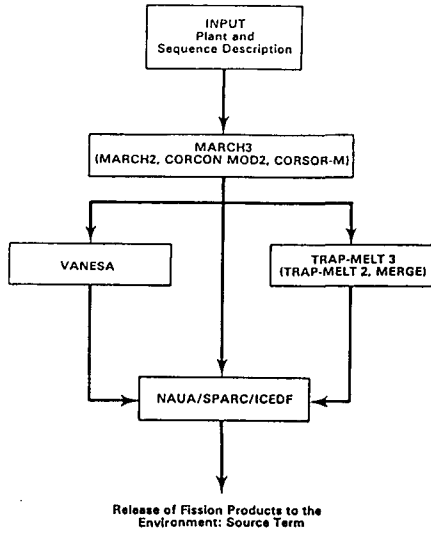 INPUT
Plant and
Sequence Description
MARCH3
(MARCH2, CORCON MOD2, CORSOR-M)
VANESA
TRAP-MELT 3
(TRAP-MELT 2, MERGE)
NAUA/SPARC/ICEDF
Release of Fission Products to the
Environment: Source Term